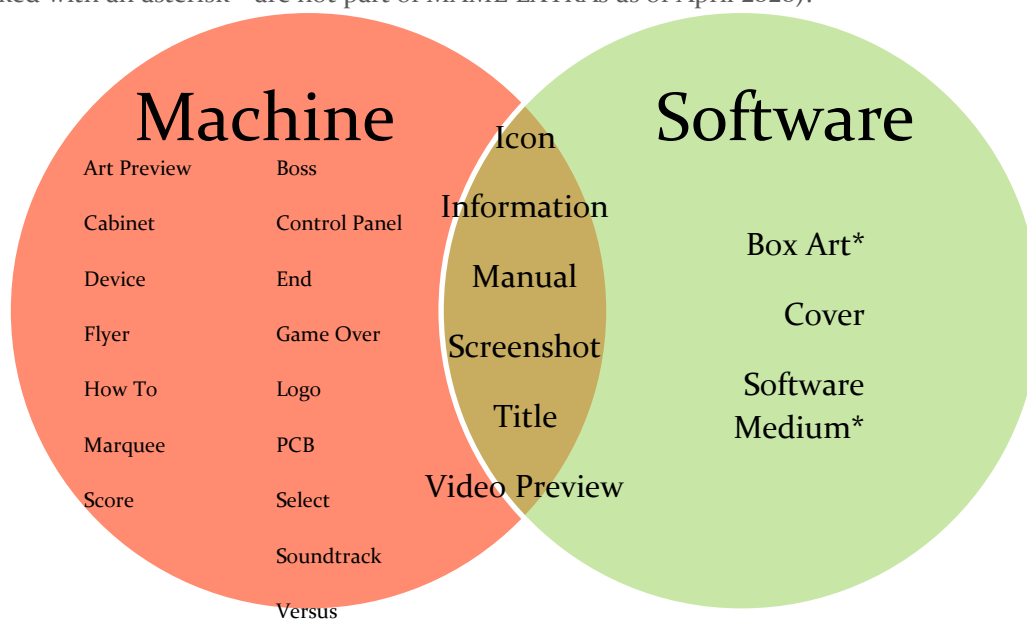 Machine
Art Preview
Cabinet
Device
Flyer
How To
Marquee
Score
Boss
Control Panel
End
Game Over
Logo
PCB
Select
Soundtrack
Versus
Icon
Information
Manual
Screenshot
Title
Video Preview
Software
Box Art*
Cover
Software
Medium*